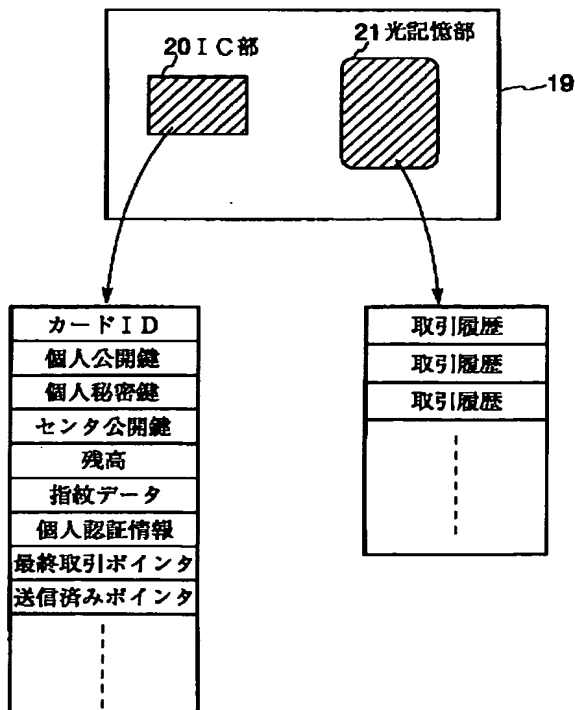 20 IC部
21光記憶部
19
カードID
個人公開鍵
個人秘密鍵
センタ公開鍵
残高
指紋データ
個人認証情報
最終取引ポインタ
送信済みポインタ
取引履歴
取引履歴
取引履歴